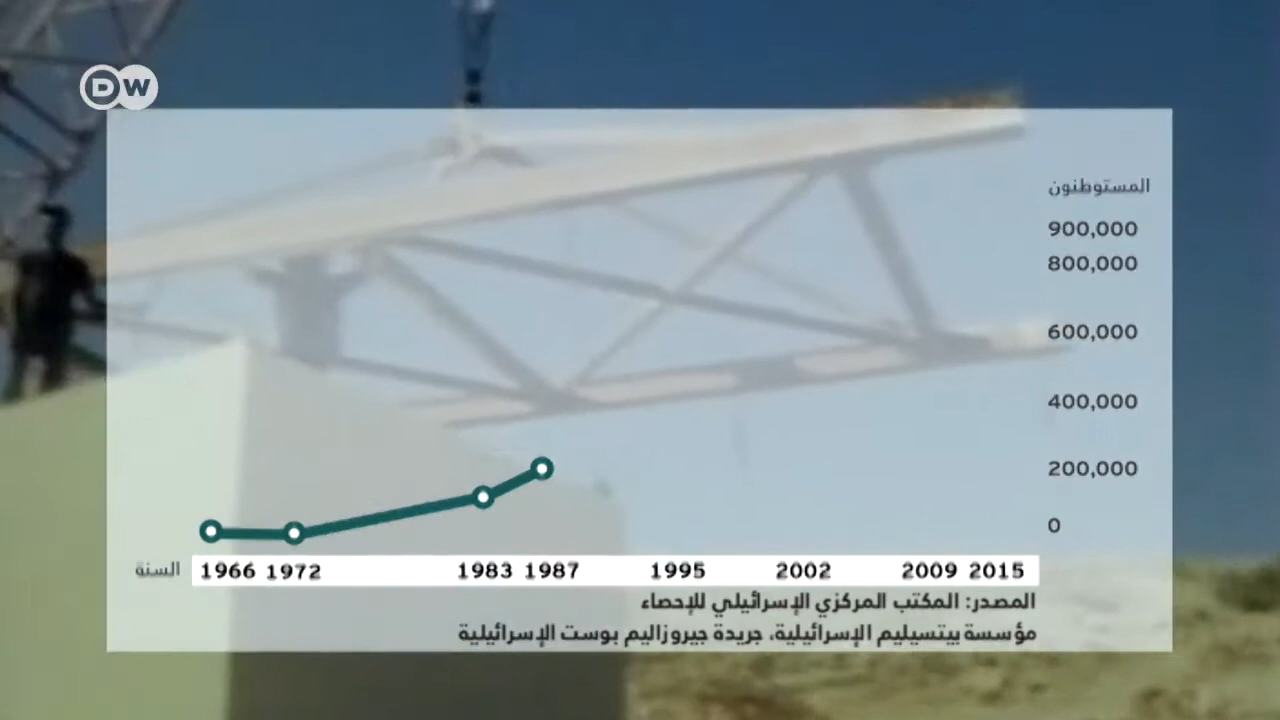 DW
المستوطنون
900,000
800,000
600,000
400,000
200,000
0
السنة 1966 1972 1983 1987 1995 2002 2009 2015
المصدر: المكتب المركزي الإسرائيلي للإحصاء
مؤسسة بيتسيليم الإسرائيلية، جريدة جيروزاليم بوست الإسرائيلية